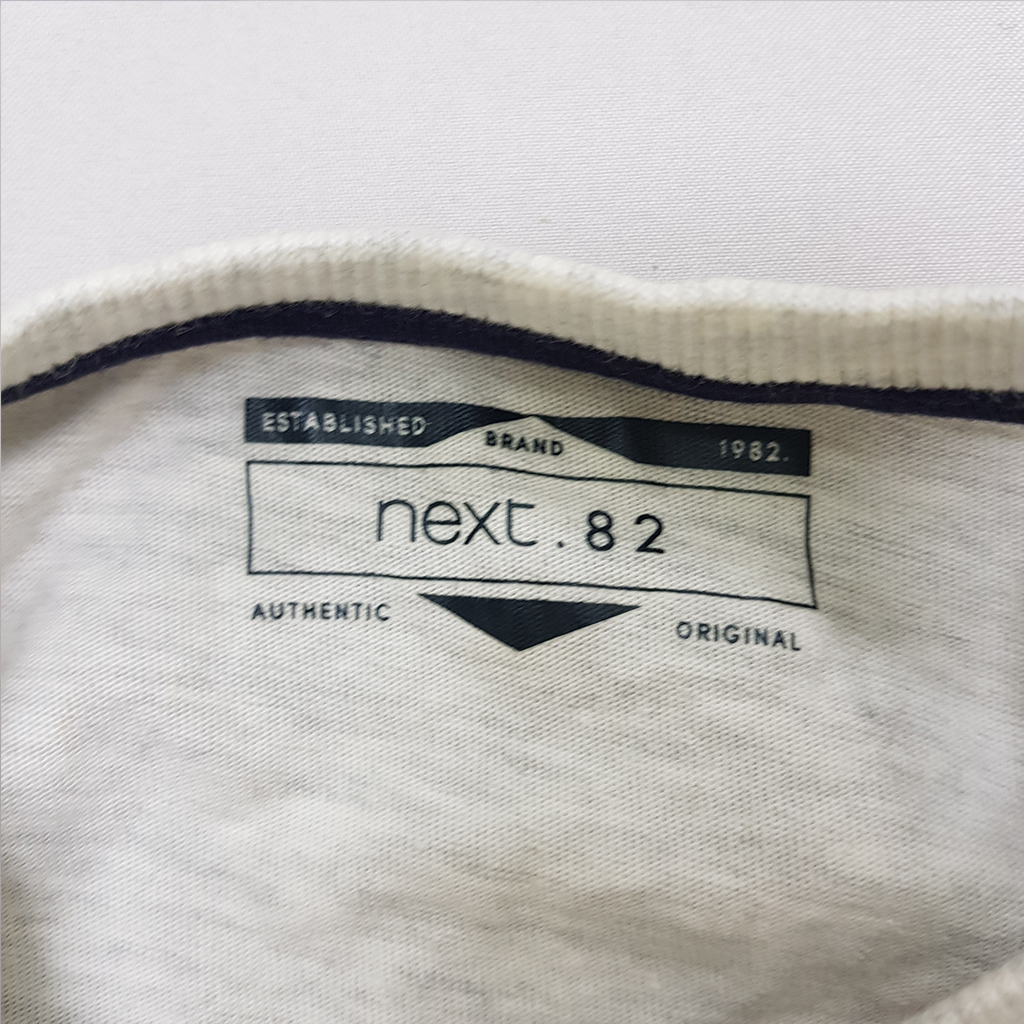 ESTABLISHED BRAND 1982.
next.82
AUTHENTIC ORIGINAL